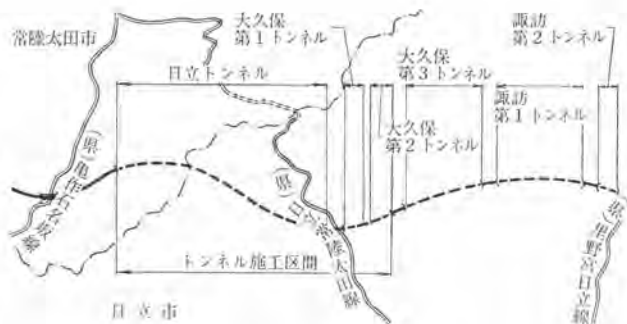 常陸太田市
大久保
第1トンネル
諏訪
第2トンネル
日立トンネル
大久保
第3トンネル
諏訪
第1トンネル
大久保
第2トンネル
(県)亀作石名坂線
(県)日立常陸太田線
(県)里野宮日立線
トンネル施工区間
日立市